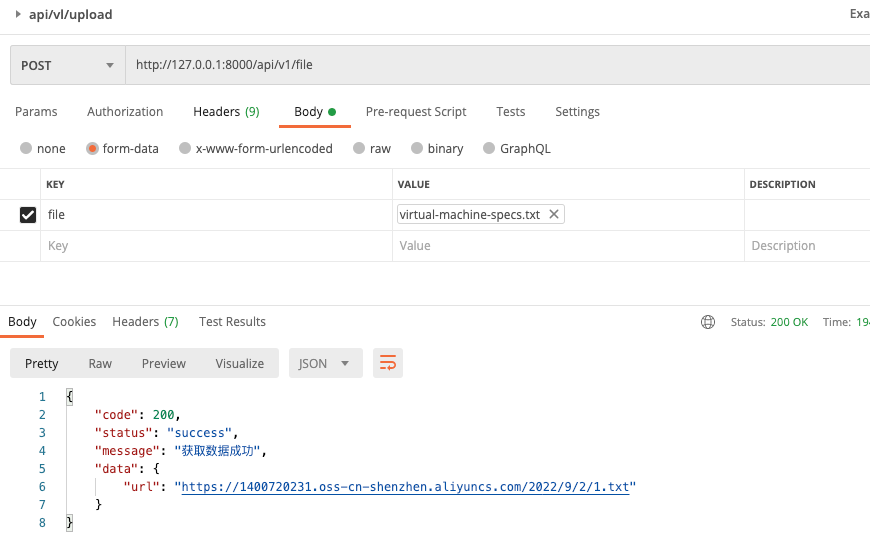 api/vl/upload
Exa
POST http://127.0.0.1:8000/api/v1/file
Params Authorization Headers (9) Body Pre-request Script Tests Settings
none form-data x-www-form-urlencoded raw binary GraphQL
KEY VALUE DESCRIPTION
file virtual-machine-specs.txt
Key Value Description
Body Cookies Headers (7) Test Results Status: 200 OK Time: 194
Pretty Raw Preview Visualize JSON
1 {
2 "code": 200,
3 "status": "success",
4 "message": "获取数据成功",
5 "data": {
6 "url": "https://1400720231.oss-cn-shenzhen.aliyuncs.com/2022/9/2/1.txt"
7 }
8 }